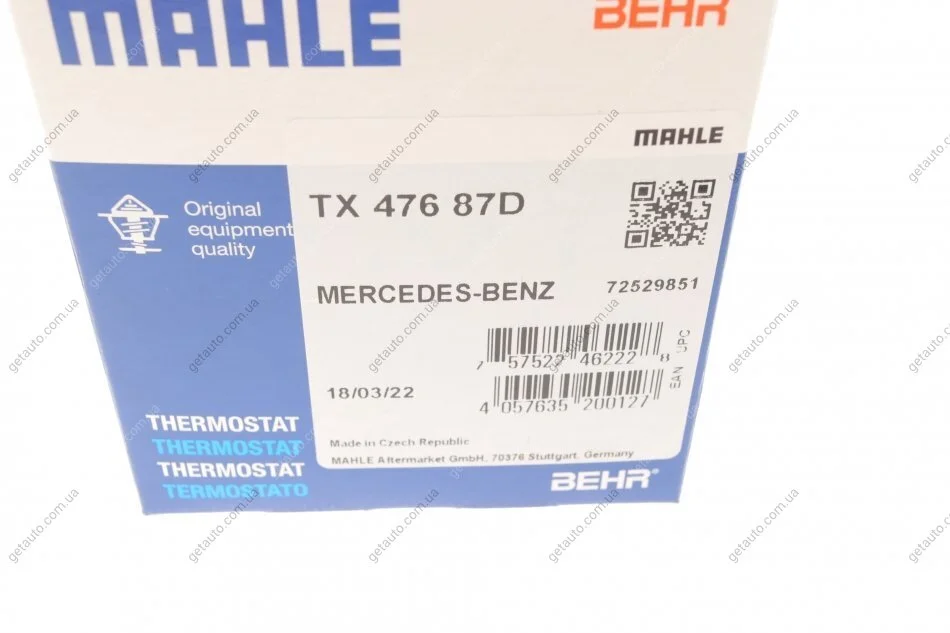 MAHLE
BEHR
MAHLE
TX 476 87D
Original
equipment
quality
MERCEDES-BENZ
72529851
7 57522 46222 8
UPC
18/03/22
4 057635 200127
EAN
THERMOSTAT
THERMOSTAT
THERMOSTAT
TERMOSTATO
Made in Czech Republic
MAHLE Aftermarket GmbH, 70376 Stuttgart, Germany
BEHR®
getauto.com.ua